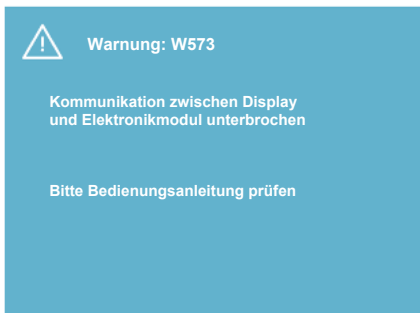 Warnung: W573
Kommunikation zwischen Display
und Elektronikmodul unterbrochen
Bitte Bedienungsanleitung prüfen